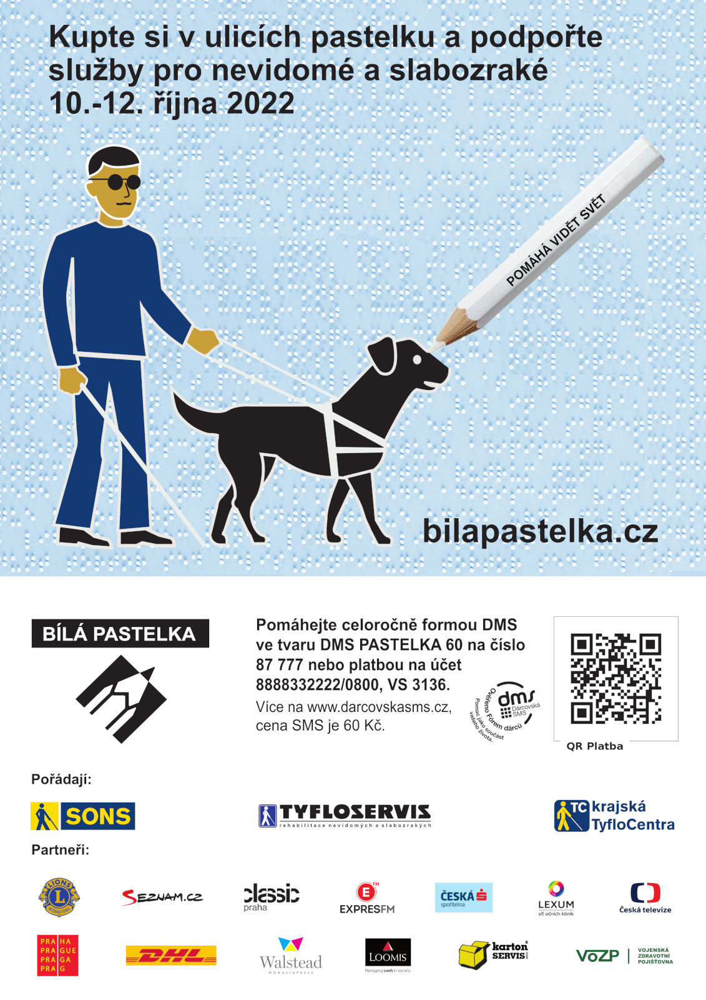 Kupte si v ulicích pastelku a podpořte
služby pro nevidomé a slabozraké
10.-12. října 2022
POMÁHÁ VIDĚT SVĚT
bilapastelka.cz
BÍLÁ PASTELKA
Pomáhejte celoročně formou DMS
ve tvaru DMS PASTELKA 60 na číslo
87 777 nebo platbou na účet
8888332222/0800, VS 3136.
Více na www.darcovskasms.cz,
cena SMS je 60 Kč.
dms
Dárcovská
SMS
Ověřeno Fórem dárců
Pomoc jako součást
vašeho života.
QR Platba
Pořádají:
SONS
TYFLOSERVIS
rehabilitace nevidomých a slabozrakých
TC krajská
TyfloCentra
Partneři:
LIONS
L
INTERNATIONAL
SEZNAM.CZ
classic
praha
E FM
EXPRESFM
ČESKÁ
spořitelna
LEXUM
síť očních klinik
Česká televize
PRA HA
PRA GUE
PRA GA
PRA G
DHL
Walstead
MORAVIAPRESS
LOOMIS
Managing cash in society.
karton
SERVIS
s.r.o.
VoZP
VOJENSKÁ
ZDRAVOTNÍ
POJIŠŤOVNA